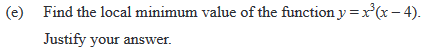 (e) Find the local minimum value of the function y = x³(x – 4).
Justify your answer.